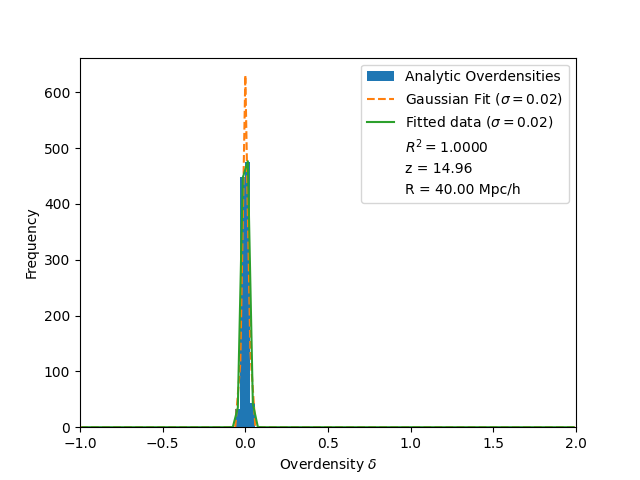 600
500
400
300
200
100
0
Frequency
Analytic Overdensities
Gaussian Fit (σ = 0.02)
Fitted data (σ = 0.02)
R² = 1.0000
z = 14.96
R = 40.00 Mpc/h
−1.0 −0.5 0.0 0.5 1.0 1.5 2.0
Overdensity δ